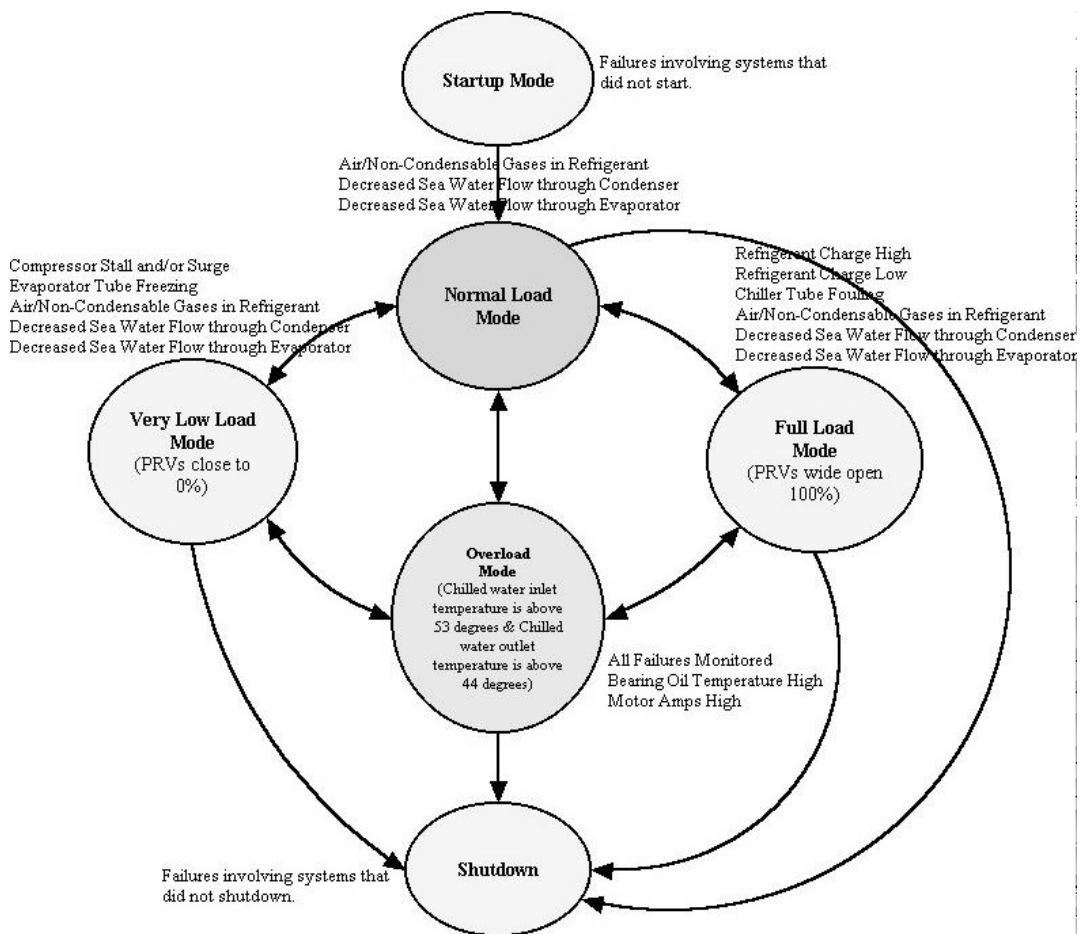 Startup Mode
Failures involving systems that
did not start.
Air/Non-Condensable Gases in Refrigerant
Decreased Sea Water Flow through Condenser
Decreased Sea Water Flow through Evaporator
Compressor Stall and/or Surge
Evaporator Tube Freezing
Air/Non-Condensable Gases in Refrigerant
Decreased Sea Water Flow through Condenser
Decreased Sea Water Flow through Evaporator
Normal Load
Mode
Refrigerant Charge High
Refrigerant Charge Low
Chiller Tube Fouling
Air/Non-Condensable Gases in Refrigerant
Decreased Sea Water Flow through Condenser
Decreased Sea Water Flow through Evaporator
Very Low Load
Mode
(PRVs close to
0%)
Full Load
Mode
(PRVs wide open
100%)
Overload
Mode
(Chilled water inlet
temperature is above
53 degrees & Chilled
water outlet
temperature is above
44 degrees)
All Failures Monitored
Bearing Oil Temperature High
Motor Amps High
Shutdown
Failures involving systems that
did not shutdown.